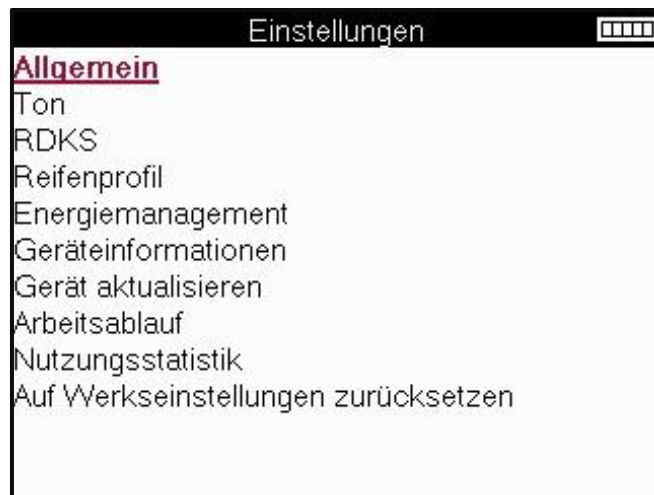 Einstellungen
Allgemein
Ton
RDKS
Reifenprofil
Energiemanagement
Geräteinformationen
Gerät aktualisieren
Arbeitsablauf
Nutzungsstatistik
Auf Werkseinstellungen zurücksetzen